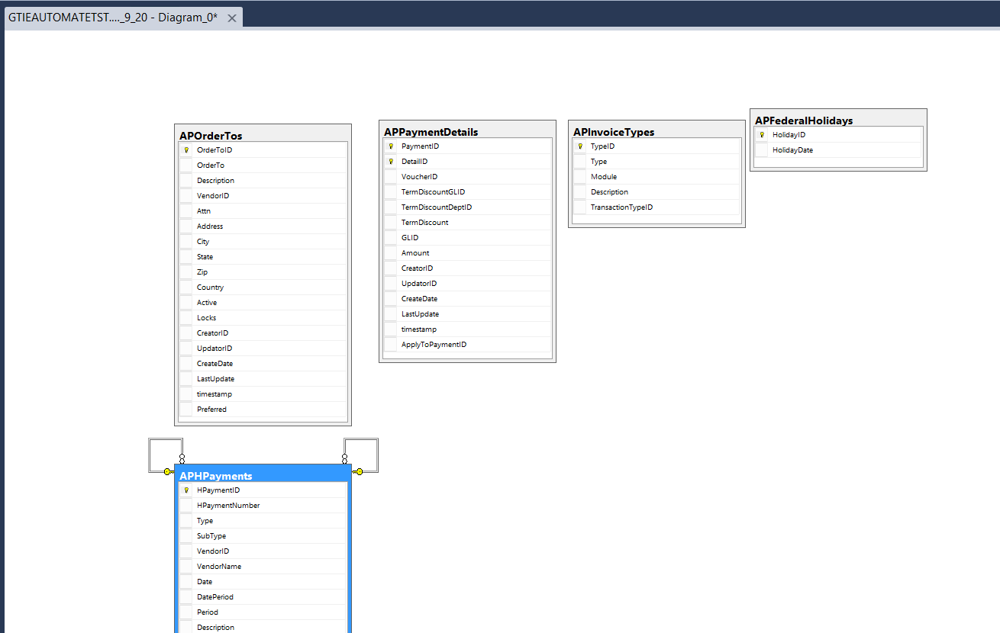 GTIEAUTOMATETST...._9_20 - Diagram_0*
APOrderTos
OrderToID
OrderTo
Description
VendorID
Attn
Address
City
State
Zip
Country
Active
Locks
CreatorID
UpdatorID
CreateDate
LastUpdate
timestamp
Preferred
APPaymentDetails
PaymentID
DetailID
VoucherID
TermDiscountGLID
TermDiscountDeptID
TermDiscount
GLID
Amount
CreatorID
UpdatorID
CreateDate
LastUpdate
timestamp
ApplyToPaymentID
APInvoiceTypes
TypeID
Type
Module
Description
TransactionTypeID
APFederalHolidays
HolidayID
HolidayDate
APHPayments
HPaymentID
HPaymentNumber
Type
SubType
VendorID
VendorName
Date
DatePeriod
Period
Description